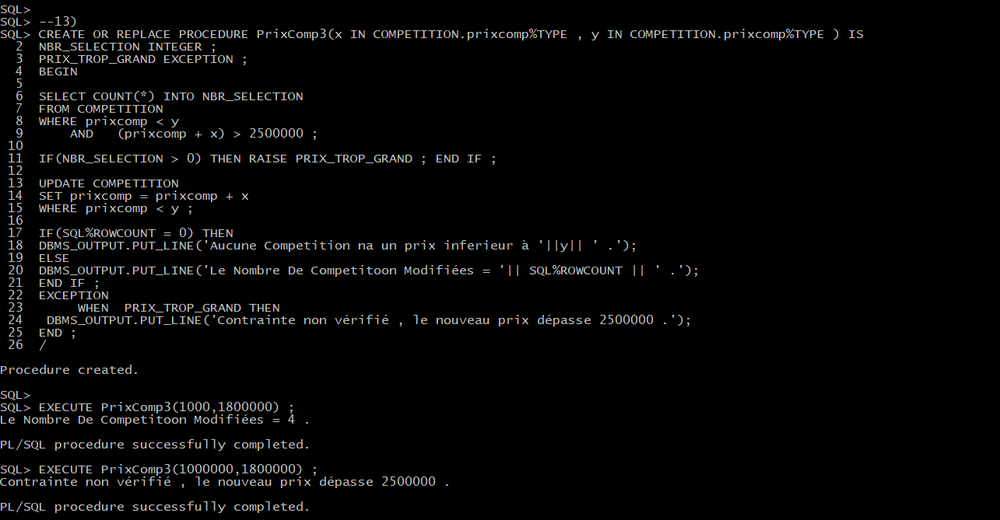 SQL>
SQL> --13)
SQL> CREATE OR REPLACE PROCEDURE PrixComp3(x IN COMPETITION.prixcomp%TYPE , y IN COMPETITION.prixcomp%TYPE ) IS
2 NBR_SELECTION INTEGER ;
3 PRIX_TROP_GRAND EXCEPTION ;
4 BEGIN
5
6 SELECT COUNT(*) INTO NBR_SELECTION
7 FROM COMPETITION
8 WHERE prixcomp < y
9 AND (prixcomp + x) > 2500000 ;
10
11 IF(NBR_SELECTION > 0) THEN RAISE PRIX_TROP_GRAND ; END IF ;
12
13 UPDATE COMPETITION
14 SET prixcomp = prixcomp + x
15 WHERE prixcomp < y ;
16
17 IF(SQL%ROWCOUNT = 0) THEN
18 DBMS_OUTPUT.PUT_LINE('Aucune Competition na un prix inferieur à '||y|| ' .');
19 ELSE
20 DBMS_OUTPUT.PUT_LINE('Le Nombre De Competitoon Modifiées = '|| SQL%ROWCOUNT || ' .');
21 END IF ;
22 EXCEPTION
23 WHEN PRIX_TROP_GRAND THEN
24 DBMS_OUTPUT.PUT_LINE('Contrainte non vérifié , le nouveau prix dépasse 2500000 .');
25 END ;
26 /
Procedure created.
SQL>
SQL> EXECUTE PrixComp3(1000,1800000) ;
Le Nombre De Competitoon Modifiées = 4 .
PL/SQL procedure successfully completed.
SQL> EXECUTE PrixComp3(1000000,1800000) ;
Contrainte non vérifié , le nouveau prix dépasse 2500000 .
PL/SQL procedure successfully completed.